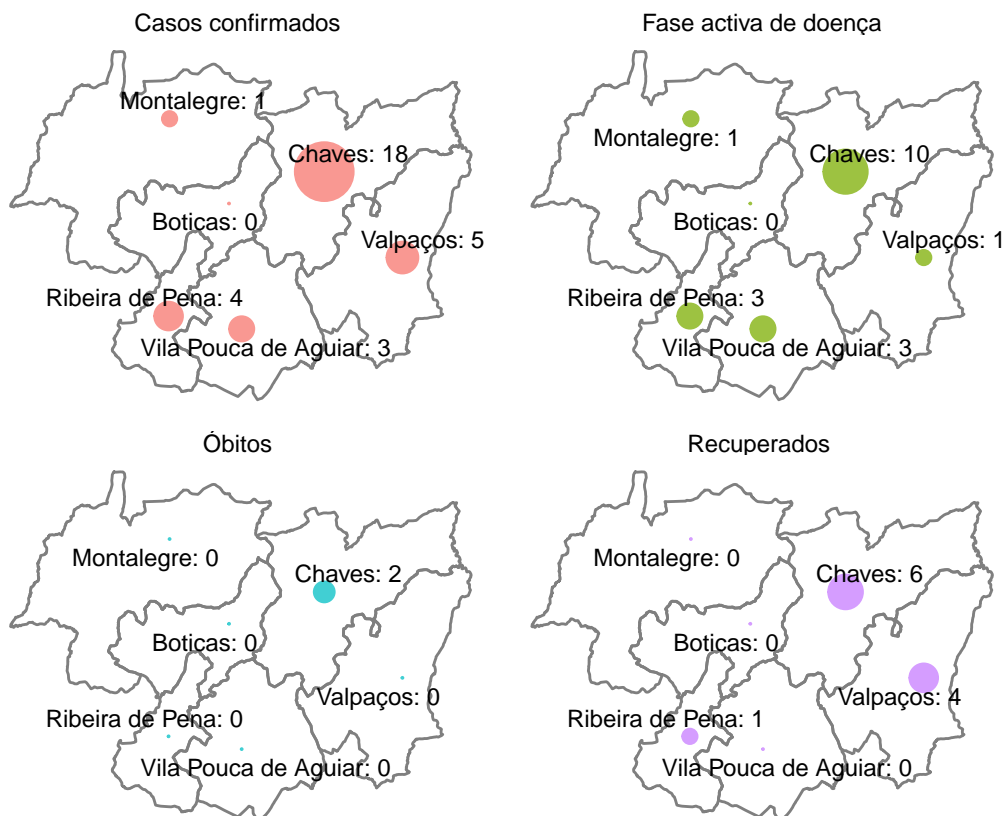 Casos confirmados
Montalegre: 1
Chaves: 18
Boticas: 0
Valpaços: 5
Ribeira de Pena: 4
Vila Pouca de Aguiar: 3
Fase activa de doença
Montalegre: 1
Chaves: 10
Boticas: 0
Valpaços: 1
Ribeira de Pena: 3
Vila Pouca de Aguiar: 3
Óbitos
Montalegre: 0
Chaves: 2
Boticas: 0
Valpaços: 0
Ribeira de Pena: 0
Vila Pouca de Aguiar: 0
Recuperados
Montalegre: 0
Chaves: 6
Boticas: 0
Valpaços: 4
Ribeira de Pena: 1
Vila Pouca de Aguiar: 0